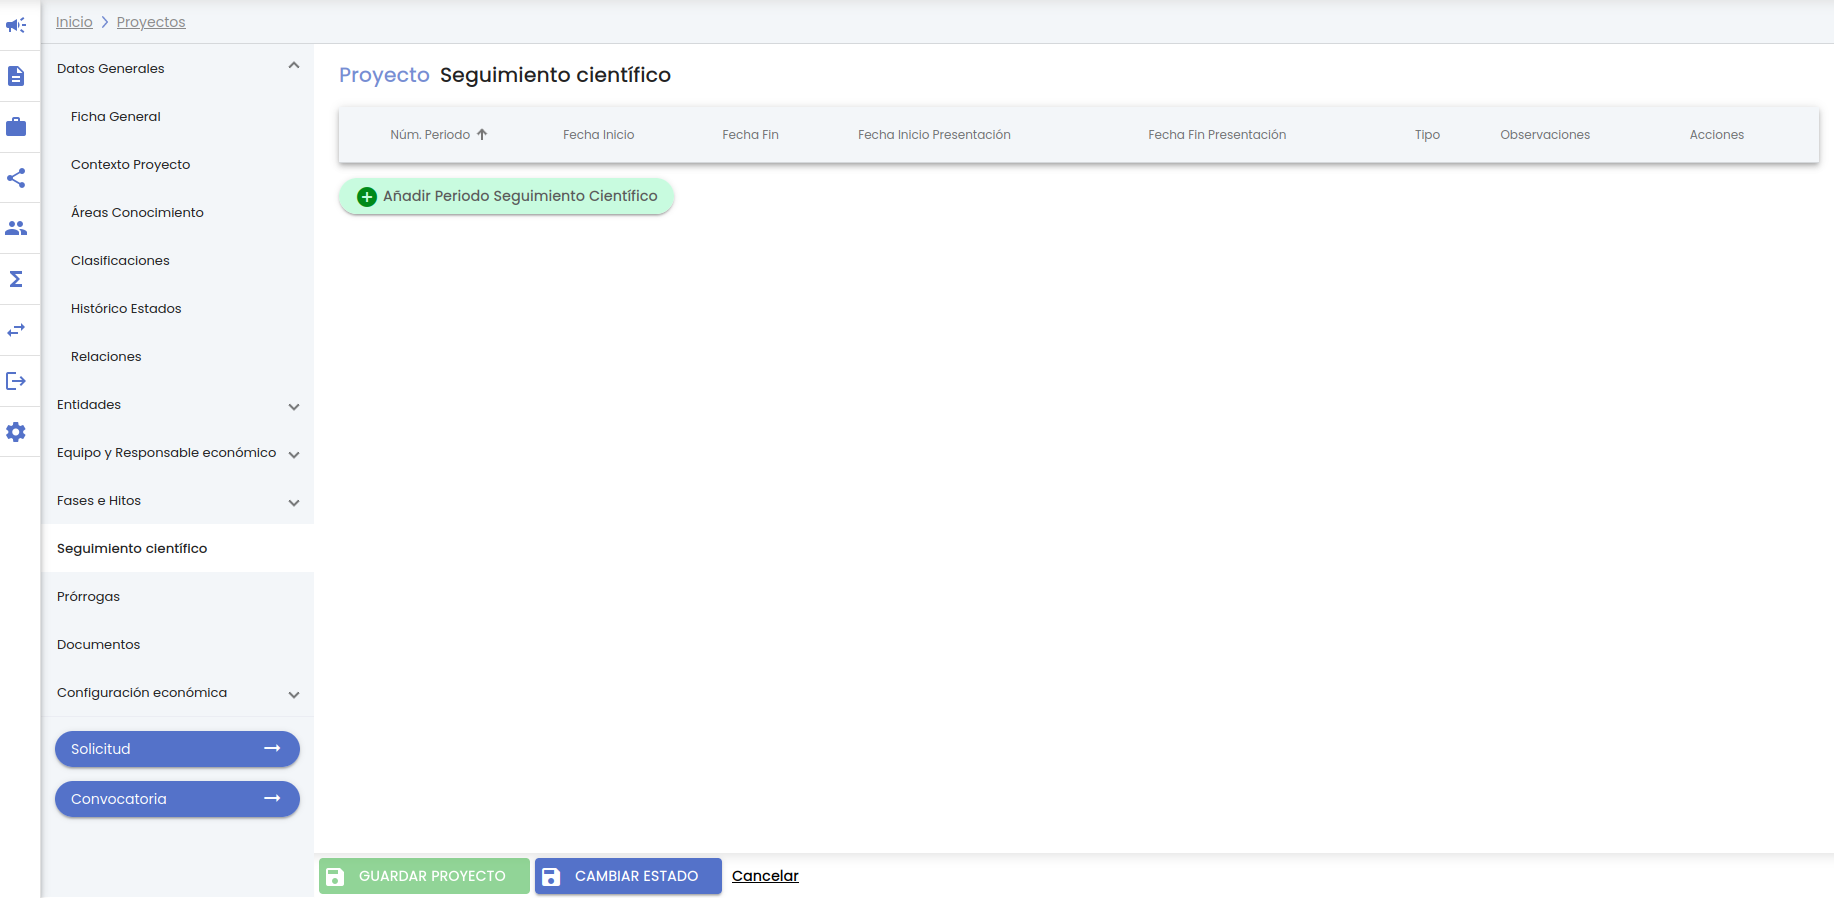 Inicio > Proyectos
Datos Generales
Ficha General
Contexto Proyecto
Áreas Conocimiento
Clasificaciones
Histórico Estados
Relaciones
Entidades
Equipo y Responsable económico
Fases e Hitos
Seguimiento científico
Prórrogas
Documentos
Configuración económica
Solicitud
Convocatoria
Proyecto Seguimiento científico
Núm. Periodo Fecha Inicio Fecha Fin Fecha Inicio Presentación Fecha Fin Presentación Tipo Observaciones Acciones
Añadir Periodo Seguimiento Científico
GUARDAR PROYECTO CAMBIAR ESTADO Cancelar